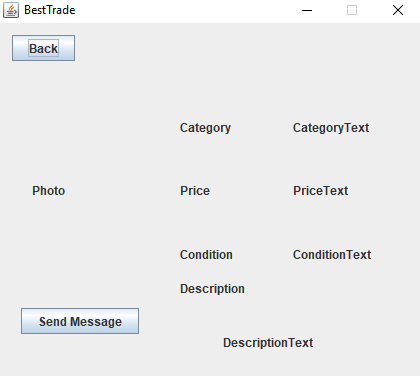 BestTrade
Back
Category CategoryText
Photo Price PriceText
Condition ConditionText
Description
Send Message
DescriptionText